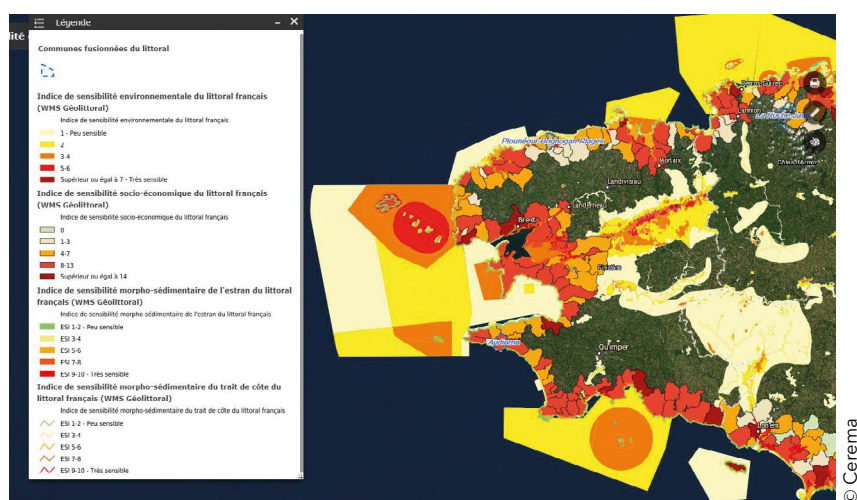 lité
Légende
Communes fusionnées du littoral
Indice de sensibilité environnementale du littoral français
(WMS Géolittoral)
Indice de sensibilité environnementale du littoral français
1 - Peu sensible
2
3-4
5-6
Supérieur ou égal à 7 - Très sensible
Indice de sensibilité socio-économique du littoral français
(WMS Géolittoral)
Indice de sensibilité socio-économique du littoral français
0
1-3
4-7
8-13
Supérieur ou égal à 14
Indice de sensibilité morpho-sédimentaire de l'estran du littoral
français (WMS Géolittoral)
Indice de sensibilité morpho sédimentaire de l'estran du littoral français
ESI 1-2 - Peu sensible
ESI 3-4
ESI 5-6
ESI 7-8
ESI 9-10 - Très sensible
Indice de sensibilité morpho-sédimentaire du trait de côte du
littoral français (WMS Géolittoral)
Indice de sensibilité morpho-sédimentaire du trait de côte du littoral français
ESI 1-2 - Peu sensible
ESI 3-4
ESI 5-6
ESI 7-8
ESI 9-10 - Très sensible
Perros-Guirec
Lannion
Plounéour-Brignogan-Plages
Morlaix
Côtes-d'Armor
Landivisiau
Landerneau
Brest
Finistère
Audierne
Quimper
Lorient
© Cerema